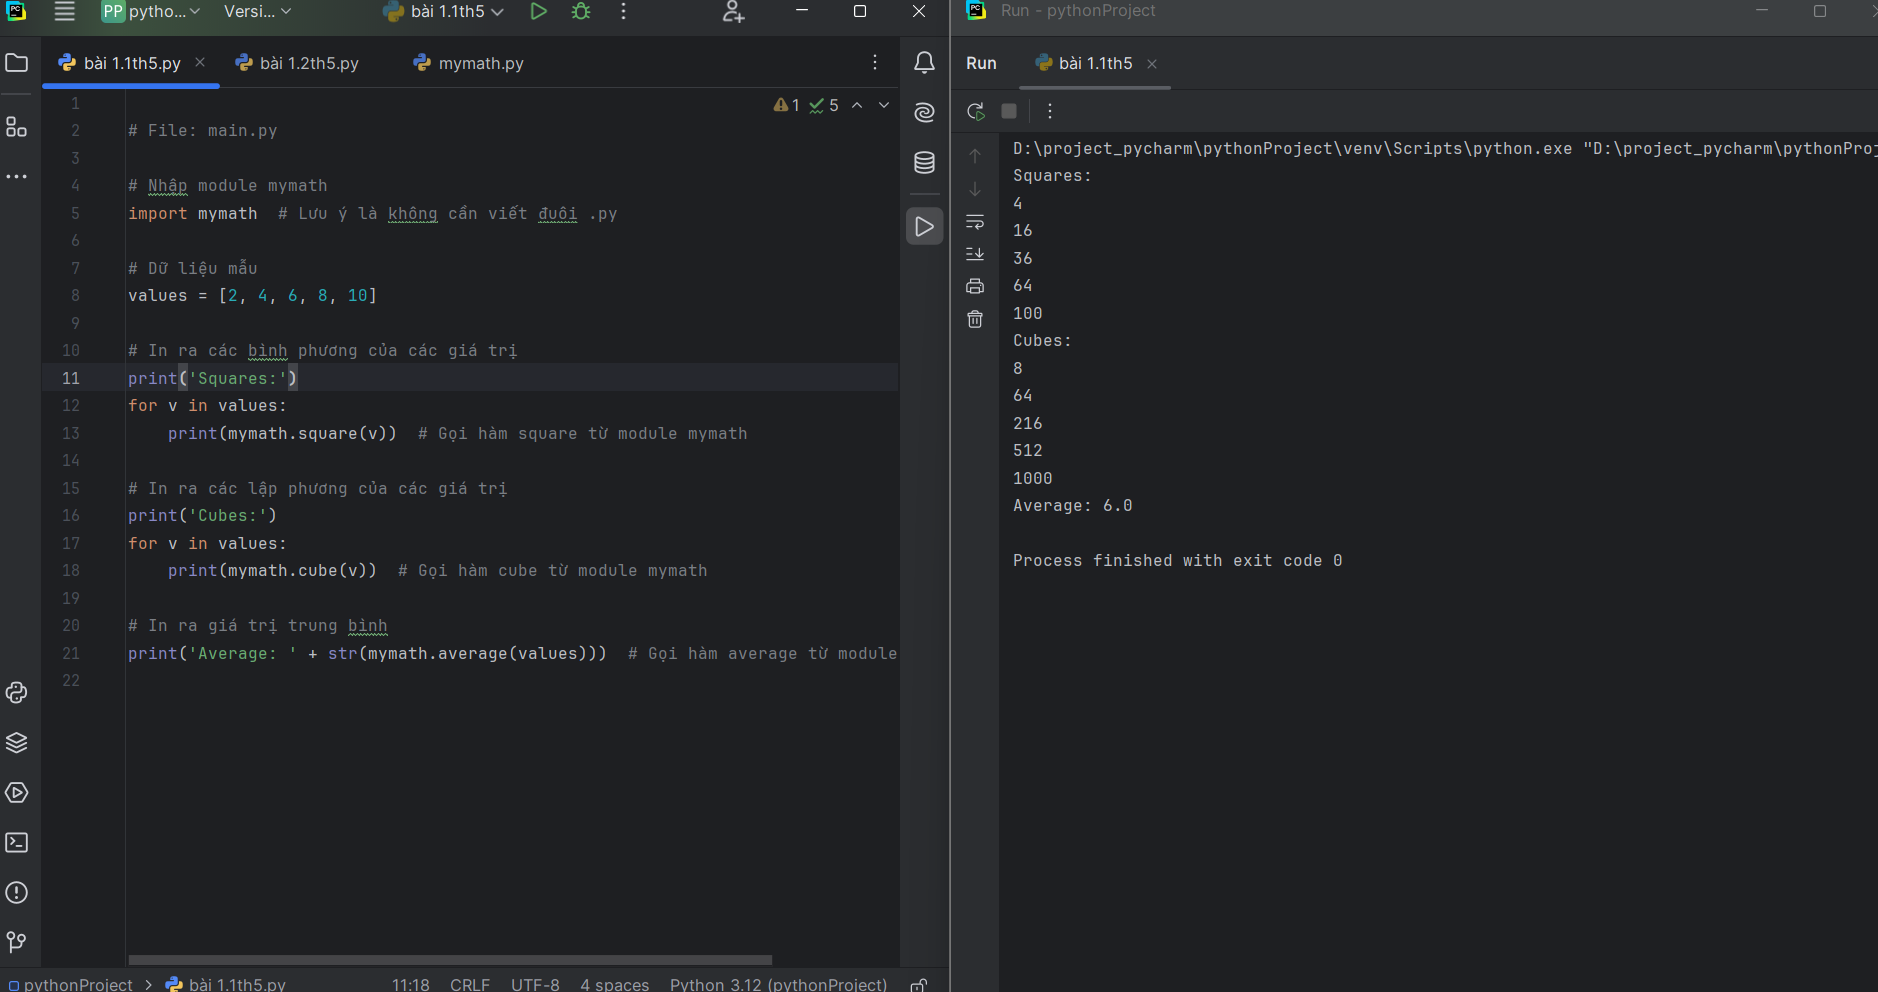 PP pytho... Versi... bài 1.1th5
bài 1.1th5.py bài 1.2th5.py mymath.py
1 5
1
2 # File: main.py
3
4 # Nhập module mymath
5 import mymath # Lưu ý là không cần viết đuôi .py
6
7 # Dữ liệu mẫu
8 values = [2, 4, 6, 8, 10]
9
10 # In ra các bình phương của các giá trị
11 print('Squares:')
12 for v in values:
13 print(mymath.square(v)) # Gọi hàm square từ module mymath
14
15 # In ra các lập phương của các giá trị
16 print('Cubes:')
17 for v in values:
18 print(mymath.cube(v)) # Gọi hàm cube từ module mymath
19
20 # In ra giá trị trung bình
21 print('Average: ' + str(mymath.average(values))) # Gọi hàm average từ module
22
pythonProject > bài 1.1th5.py 11:18 CRLF UTF-8 4 spaces Python 3.12 (pythonProject)
Run - pythonProject
Run bài 1.1th5
D:\project_pycharm\pythonProject\venv\Scripts\python.exe "D:\project_pycharm\pythonProj
Squares:
4
16
36
64
100
Cubes:
8
64
216
512
1000
Average: 6.0
Process finished with exit code 0